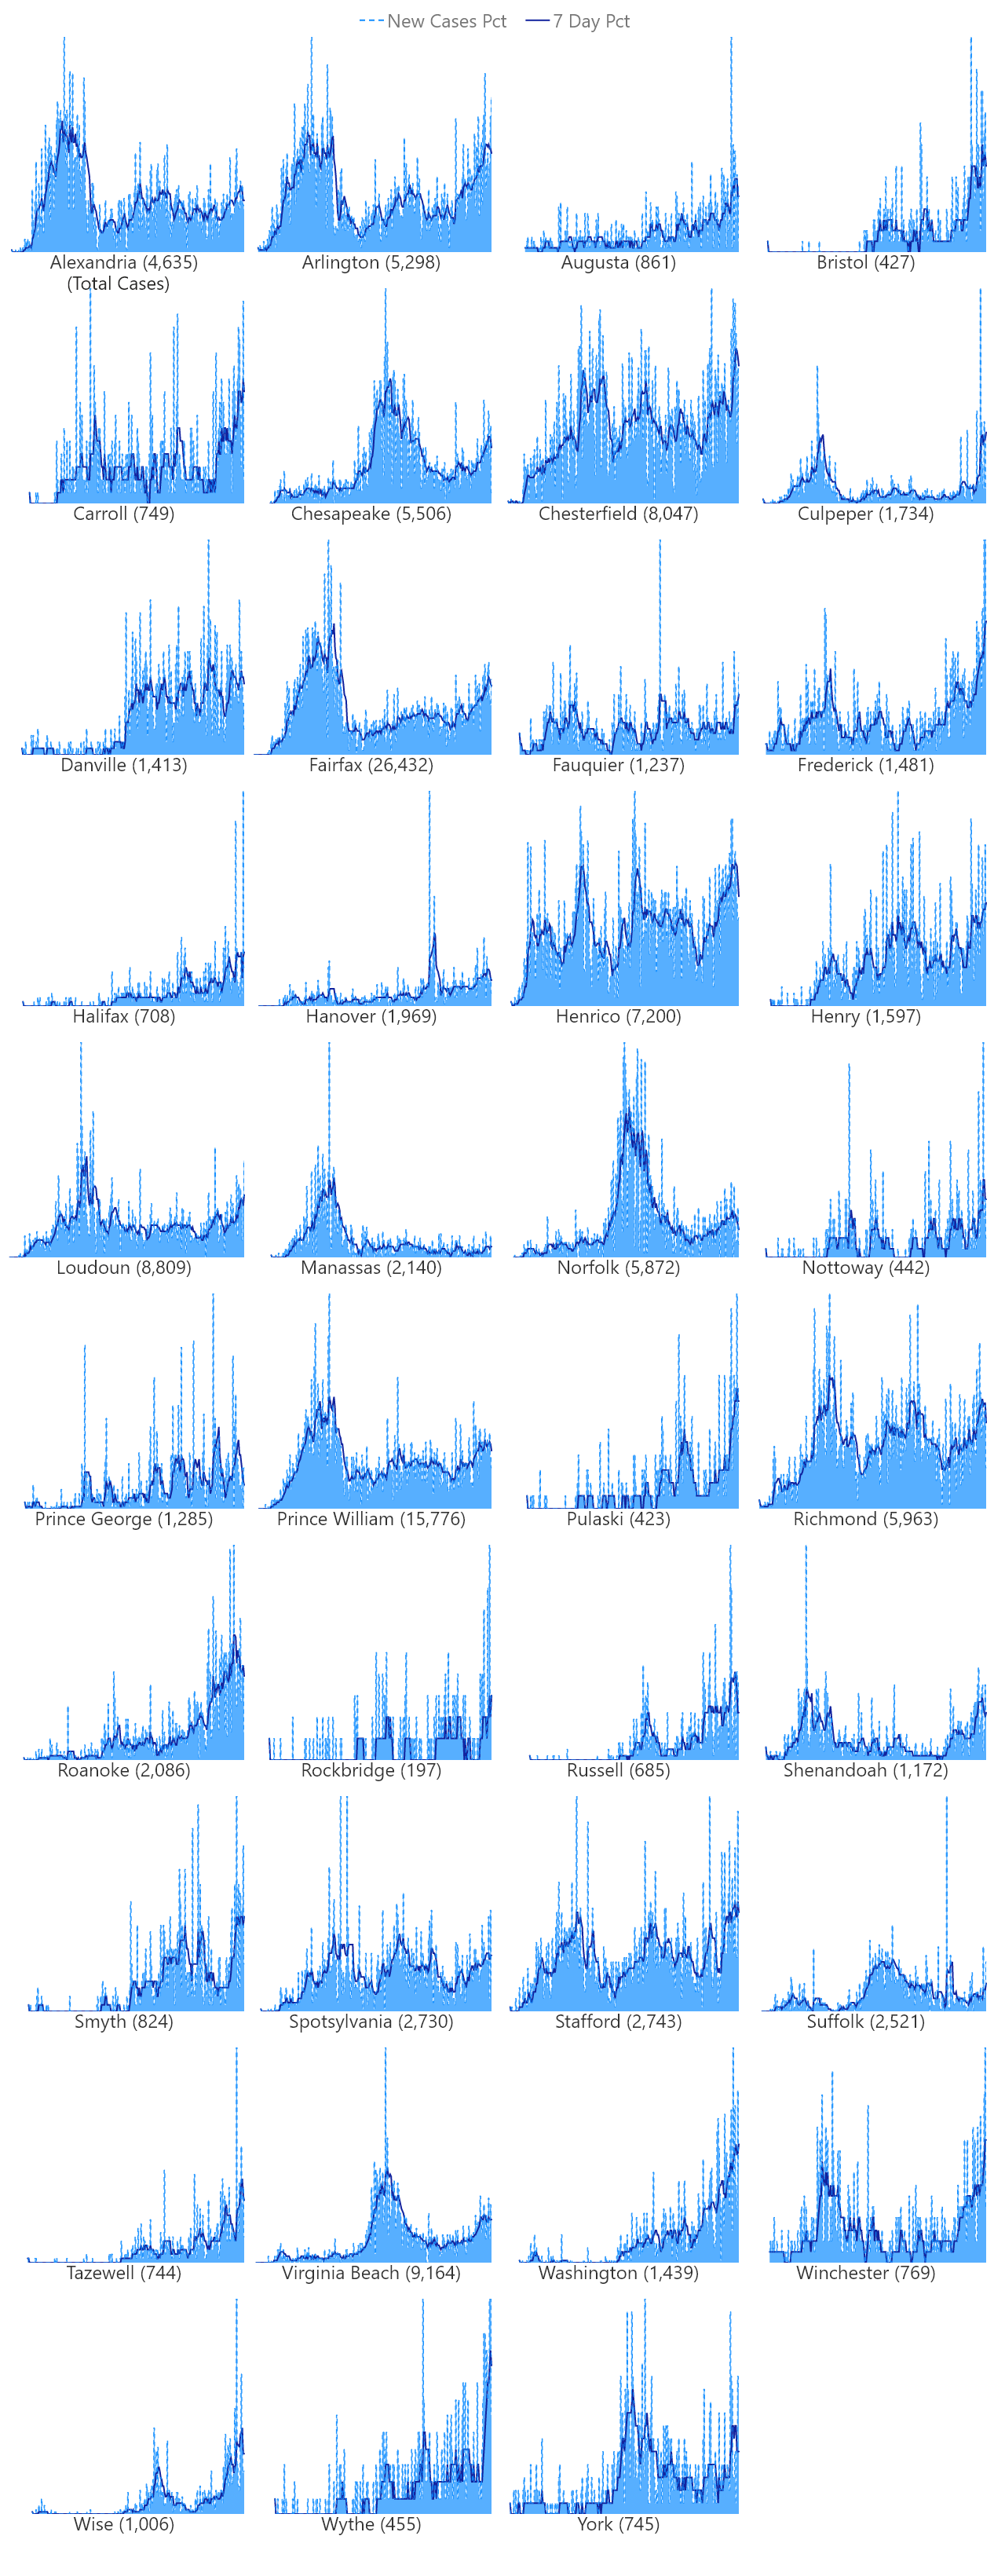 New Cases Pct 7 Day Pct
Alexandria (4,635) Arlington (5,298) Augusta (861) Bristol (427)
(Total Cases)
Carroll (749) Chesapeake (5,506) Chesterfield (8,047) Culpeper (1,734)
Danville (1,413) Fairfax (26,432) Fauquier (1,237) Frederick (1,481)
Halifax (708) Hanover (1,969) Henrico (7,200) Henry (1,597)
Loudoun (8,809) Manassas (2,140) Norfolk (5,872) Nottoway (442)
Prince George (1,285) Prince William (15,776) Pulaski (423) Richmond (5,963)
Roanoke (2,086) Rockbridge (197) Russell (685) Shenandoah (1,172)
Smyth (824) Spotsylvania (2,730) Stafford (2,743) Suffolk (2,521)
Tazewell (744) Virginia Beach (9,164) Washington (1,439) Winchester (769)
Wise (1,006) Wythe (455) York (745)